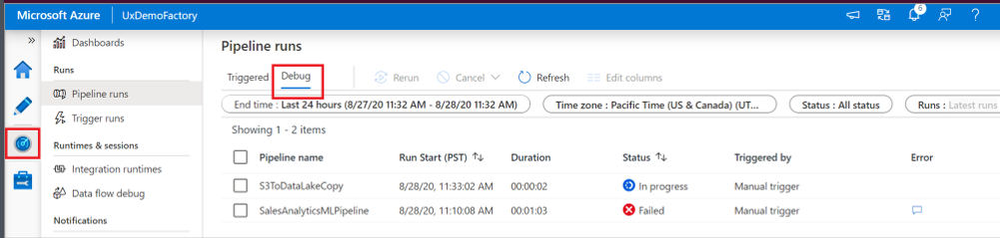 Microsoft Azure | UxDemoFactory 6 ?
» Dashboards
Runs
Pipeline runs
Trigger runs
Runtimes & sessions
Integration runtimes
Data flow debug
Notifications
Pipeline runs
Triggered Debug Rerun Cancel Refresh Edit columns
End time : Last 24 hours (8/27/20 11:32 AM - 8/28/20 11:32 AM) Time zone : Pacific Time (US & Canada) (UT... Status : All status Runs : Latest runs
Showing 1 - 2 items
Pipeline name Run Start (PST) ↑↓ Duration Status ↑↓ Triggered by Error
S3ToDataLakeCopy 8/28/20, 11:33:02 AM 00:00:02 In progress Manual trigger
SalesAnalyticsMLPipeline 8/28/20, 11:10:08 AM 00:01:03 Failed Manual trigger